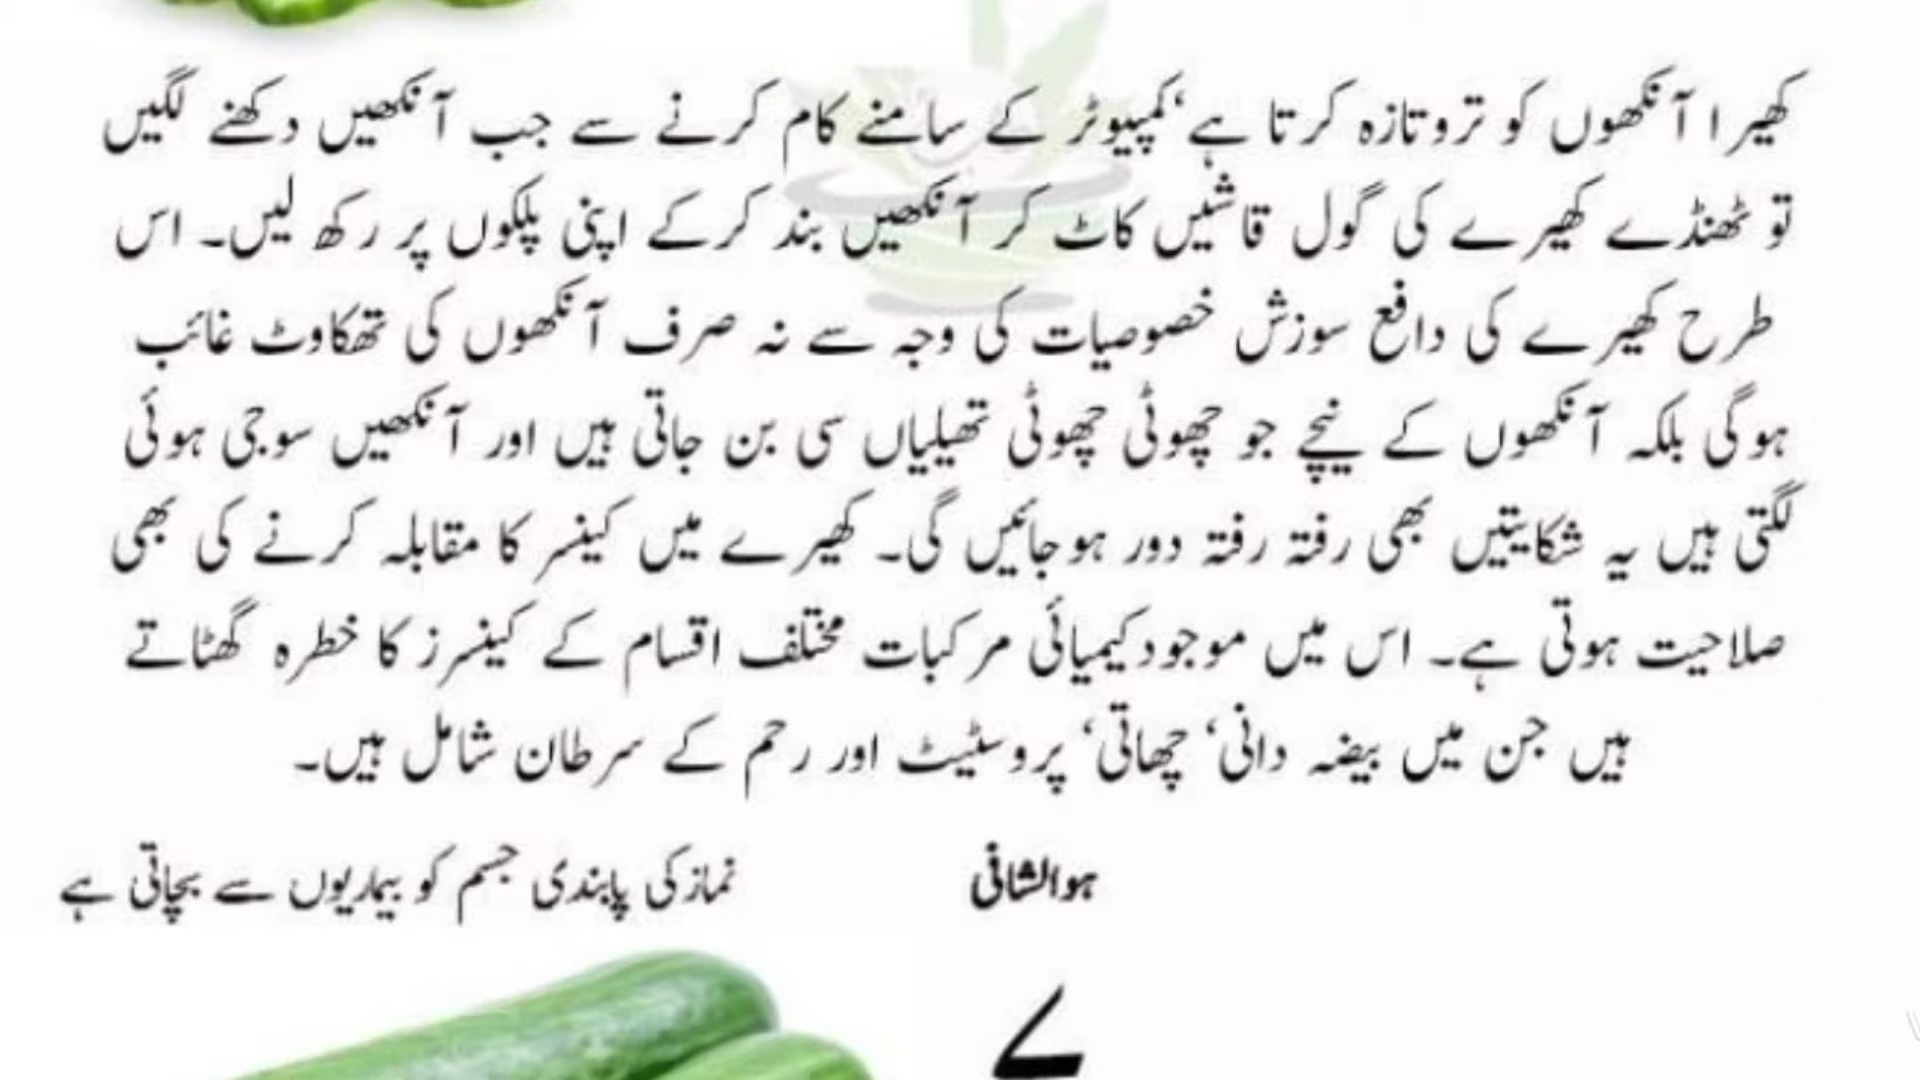 کھیرا آنکھوں کو تروتازہ کرتا ہے‘ کمپیوٹر کے سامنے کام کرنے سے جب آنکھیں دکھنے لگیں
تو ٹھنڈے کھیرے کی گول قاشیں کاٹ کر آنکھیں بند کرکے اپنی پلکوں پر رکھ لیں۔ اس
طرح کھیرے کی دافع سوزش خصوصیات کی وجہ سے نہ صرف آنکھوں کی تھکاوٹ غائب
ہوگی بلکہ آنکھوں کے نیچے جو چھوٹی چھوٹی تھیلیاں سی بن جاتی ہیں اور آنکھیں سوجی ہوئی
لگتی ہیں یہ شکایتیں بھی رفتہ رفتہ دور ہوجائیں گی۔ کھیرے میں کینسر کا مقابلہ کرنے کی بھی
صلاحیت ہوتی ہے۔ اس میں موجود کیمیائی مرکبات مختلف اقسام کے کینسرز کا خطرہ گھٹاتے
ہیں جن میں بیضہ دانی‘ چھاتی‘ پروسٹیٹ اور رحم کے سرطان شامل ہیں۔
ہوالشافی
نماز کی پابندی جسم کو بیماریوں سے بچاتی ہے